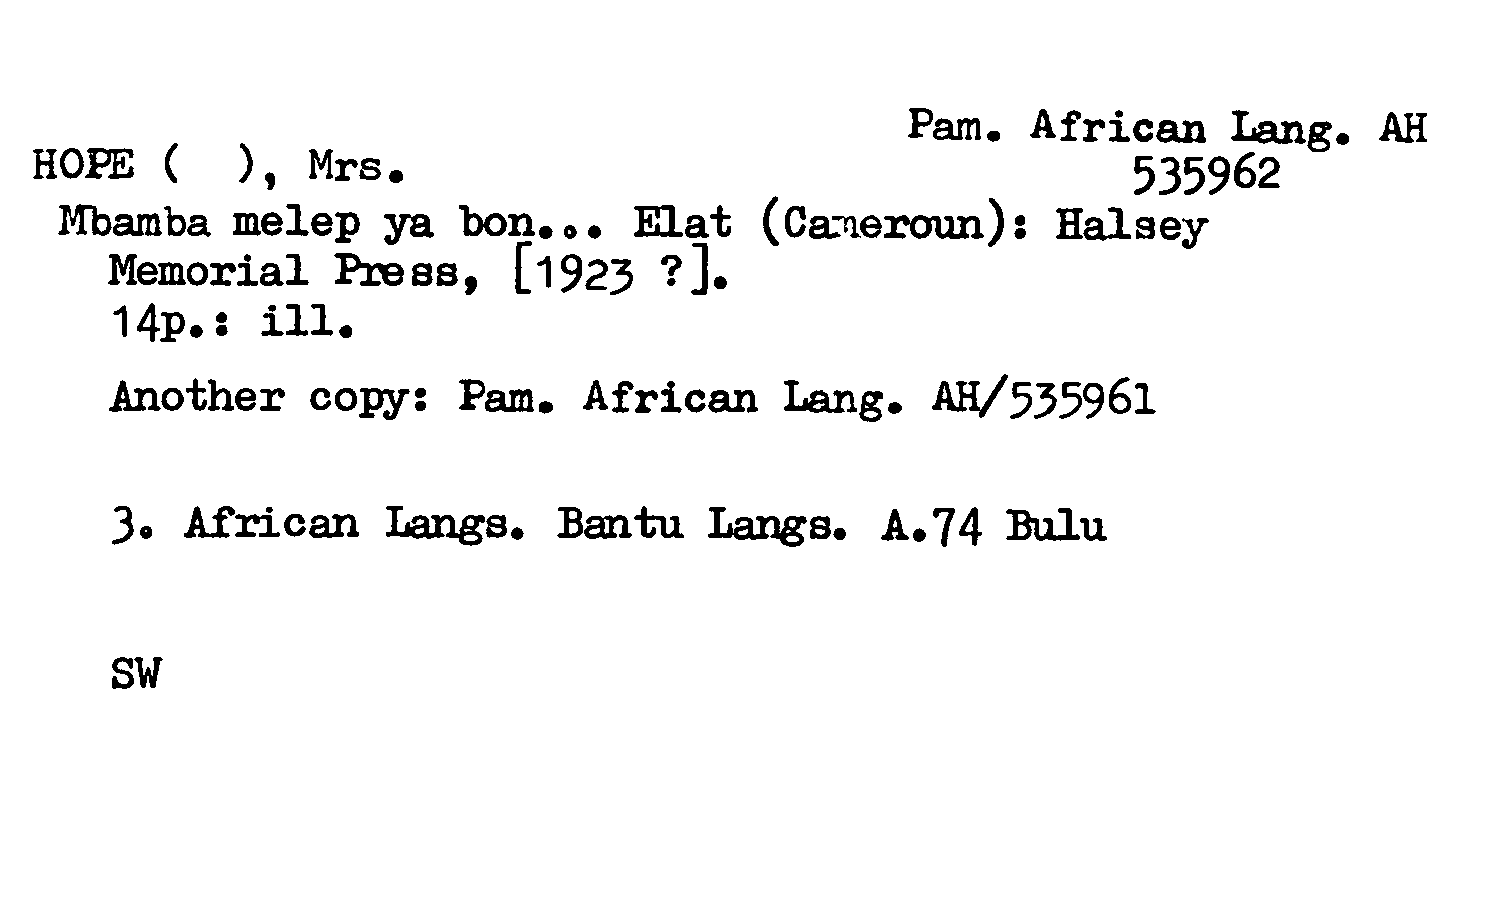 Pam. African Lang. AH
HOPE (  ), Mrs.
535962
Mbamba melep ya bon... Elat (Cameroun): Halsey
Memorial Press, [1923 ?].
14p.: ill.
Another copy: Pam. African Lang. AH/535961
3. African Langs. Bantu Langs. A.74 Bulu
SW